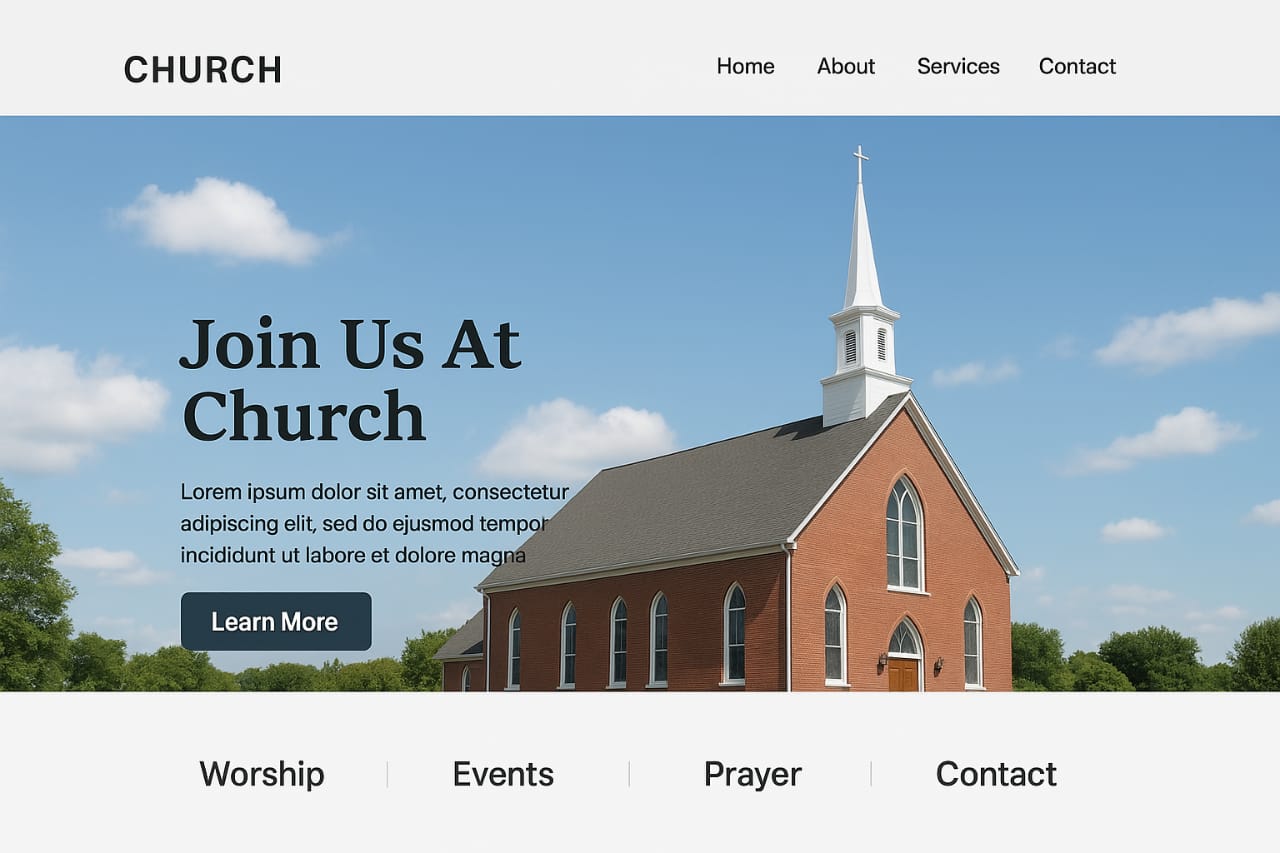 CHURCH
Home About Services Contact
Join Us At
Church
Lorem ipsum dolor sit amet, consectetur
adipiscing elit, sed do ejusmod tempor
incididunt ut labore et dolore magna
Learn More
Worship Events Prayer Contact